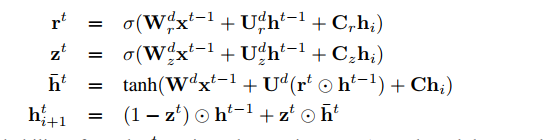 r^t = σ(W_r^d x^{t−1} + U_r^d h^{t−1} + C_r h_i)
z^t = σ(W_z^d x^{t−1} + U_z^d h^{t−1} + C_z h_i)
h̄^t = tanh(W^d x^{t−1} + U^d(r^t ⊙ h^{t−1}) + Ch_i)
h_{i+1}^t = (1 − z^t) ⊙ h^{t−1} + z^t ⊙ h̄^t